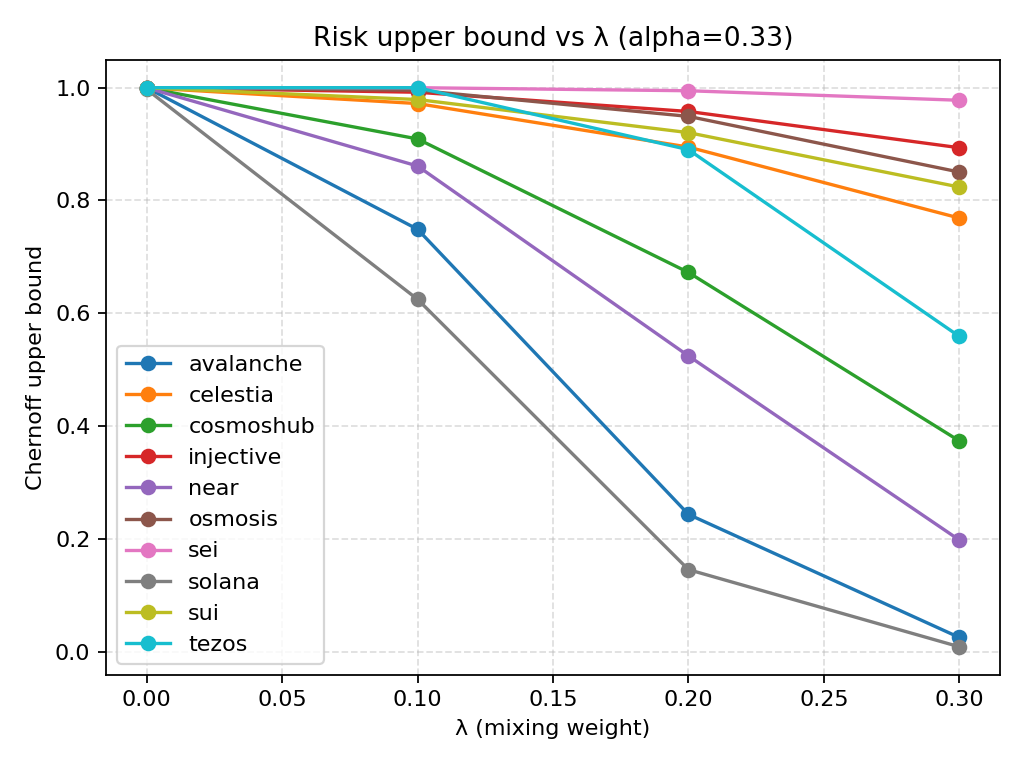 Risk upper bound vs λ (alpha=0.33)
Chernoff upper bound
1.0
0.8
0.6
0.4
0.2
0.0
avalanche
celestia
cosmoshub
injective
near
osmosis
sei
solana
sui
tezos
0.00 0.05 0.10 0.15 0.20 0.25 0.30
λ (mixing weight)